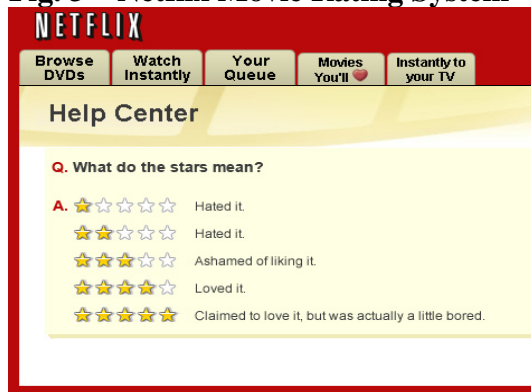 NETFLIX
Browse DVDs
Watch Instantly
Your Queue
Movies You'll
Instantly to your TV
Help Center
Q. What do the stars mean?
A. Hated it.
Hated it.
Ashamed of liking it.
Loved it.
Claimed to love it, but was actually a little bored.